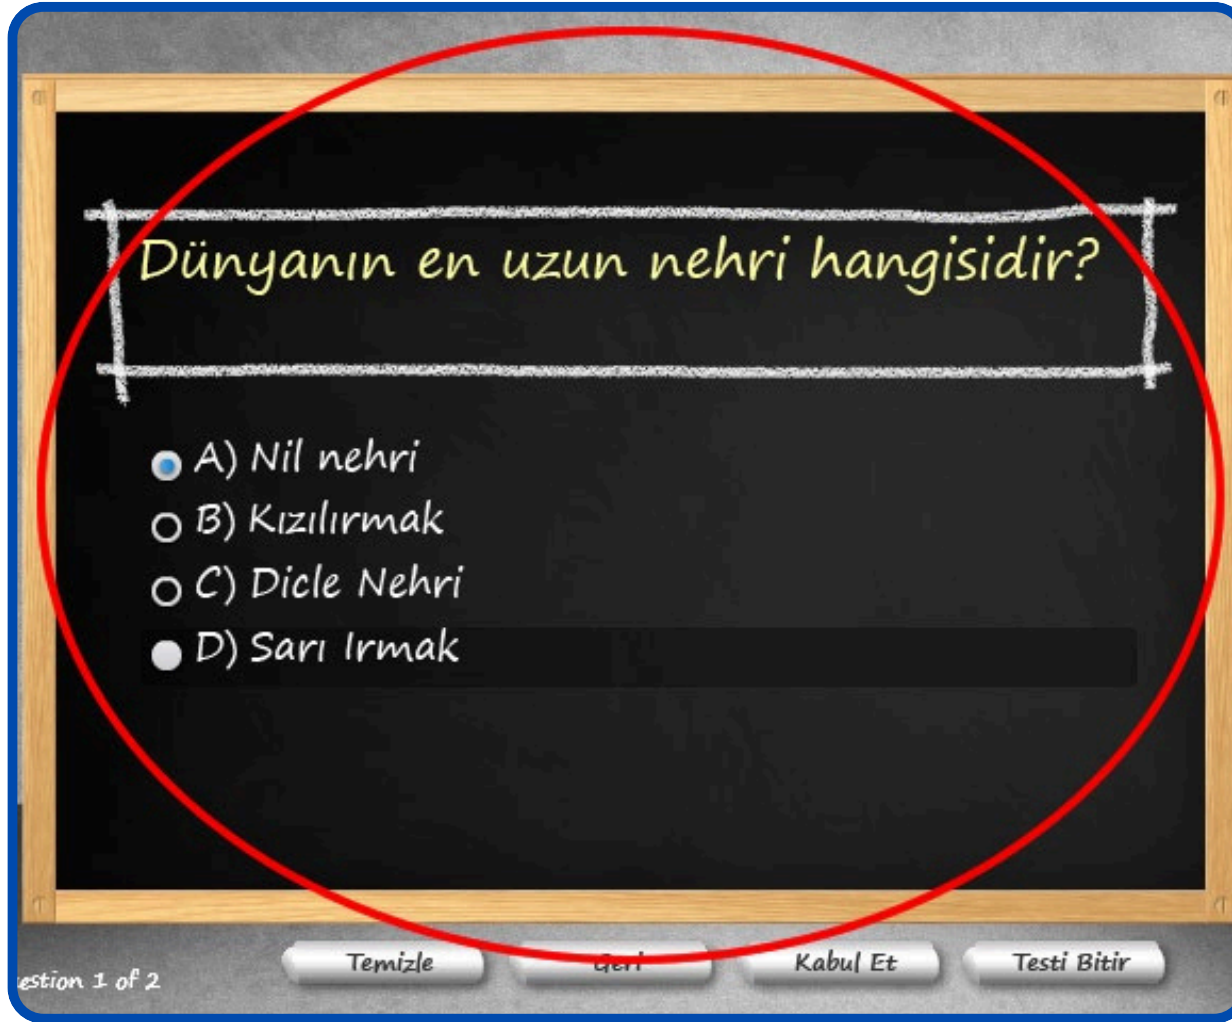 Dünyanın en uzun nehri hangisidir?
A) Nil nehri
B) Kızılırmak
C) Dicle Nehri
D) Sarı Irmak
Temizle Geri Kabul Et Testi Bitir
estion 1 of 2